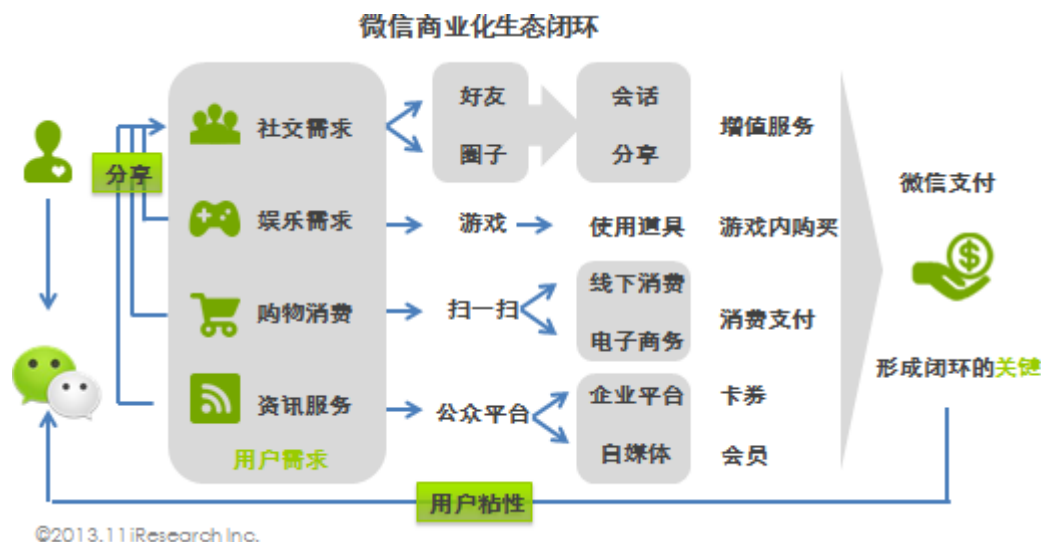 微信商业化生态闭环
分享
社交需求
好友
圈子
会话
分享
增值服务
娱乐需求
游戏
使用道具
游戏内购买
购物消费
扫一扫
线下消费
电子商务
消费支付
资讯服务
公众平台
企业平台
自媒体
卡券
会员
用户需求
微信支付
形成闭环的关键
用户粘性
©2013.11iResearch Inc.